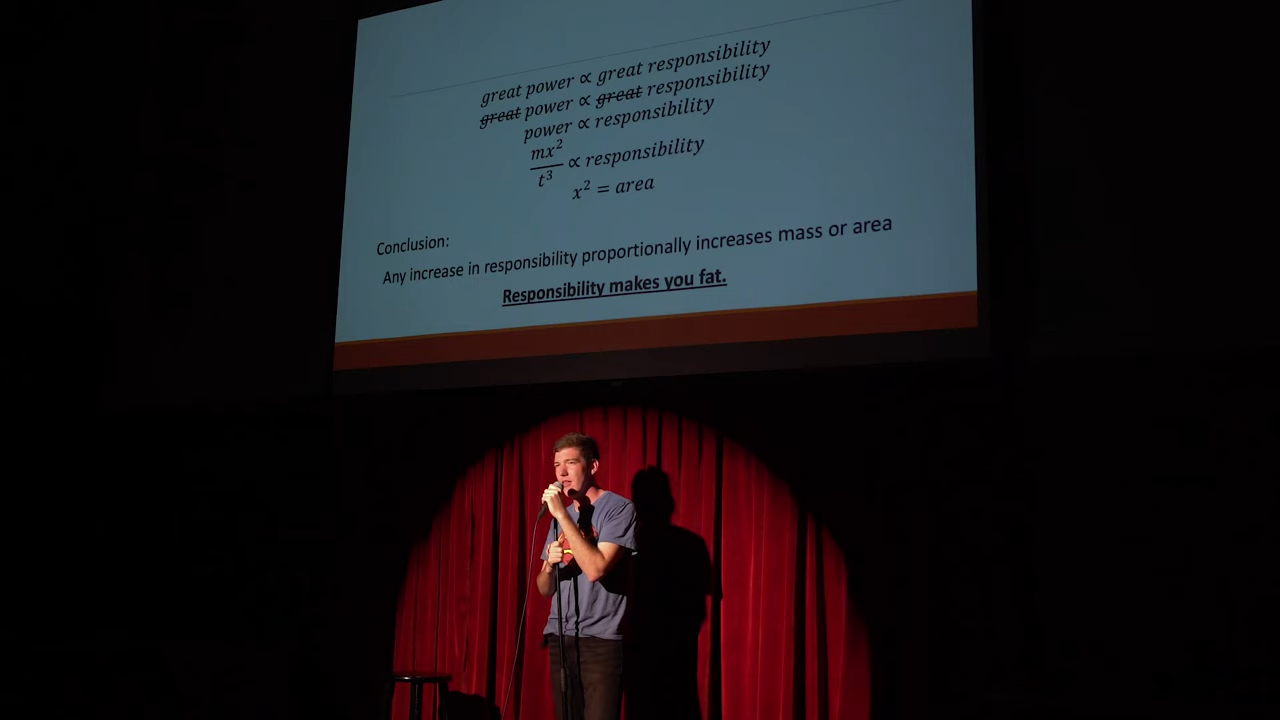 great power ∝ great responsibility
great power ∝ great responsibility
power ∝ responsibility
mx²/t³ ∝ responsibility
x² = area
Conclusion:
Any increase in responsibility proportionally increases mass or area
Responsibility makes you fat.